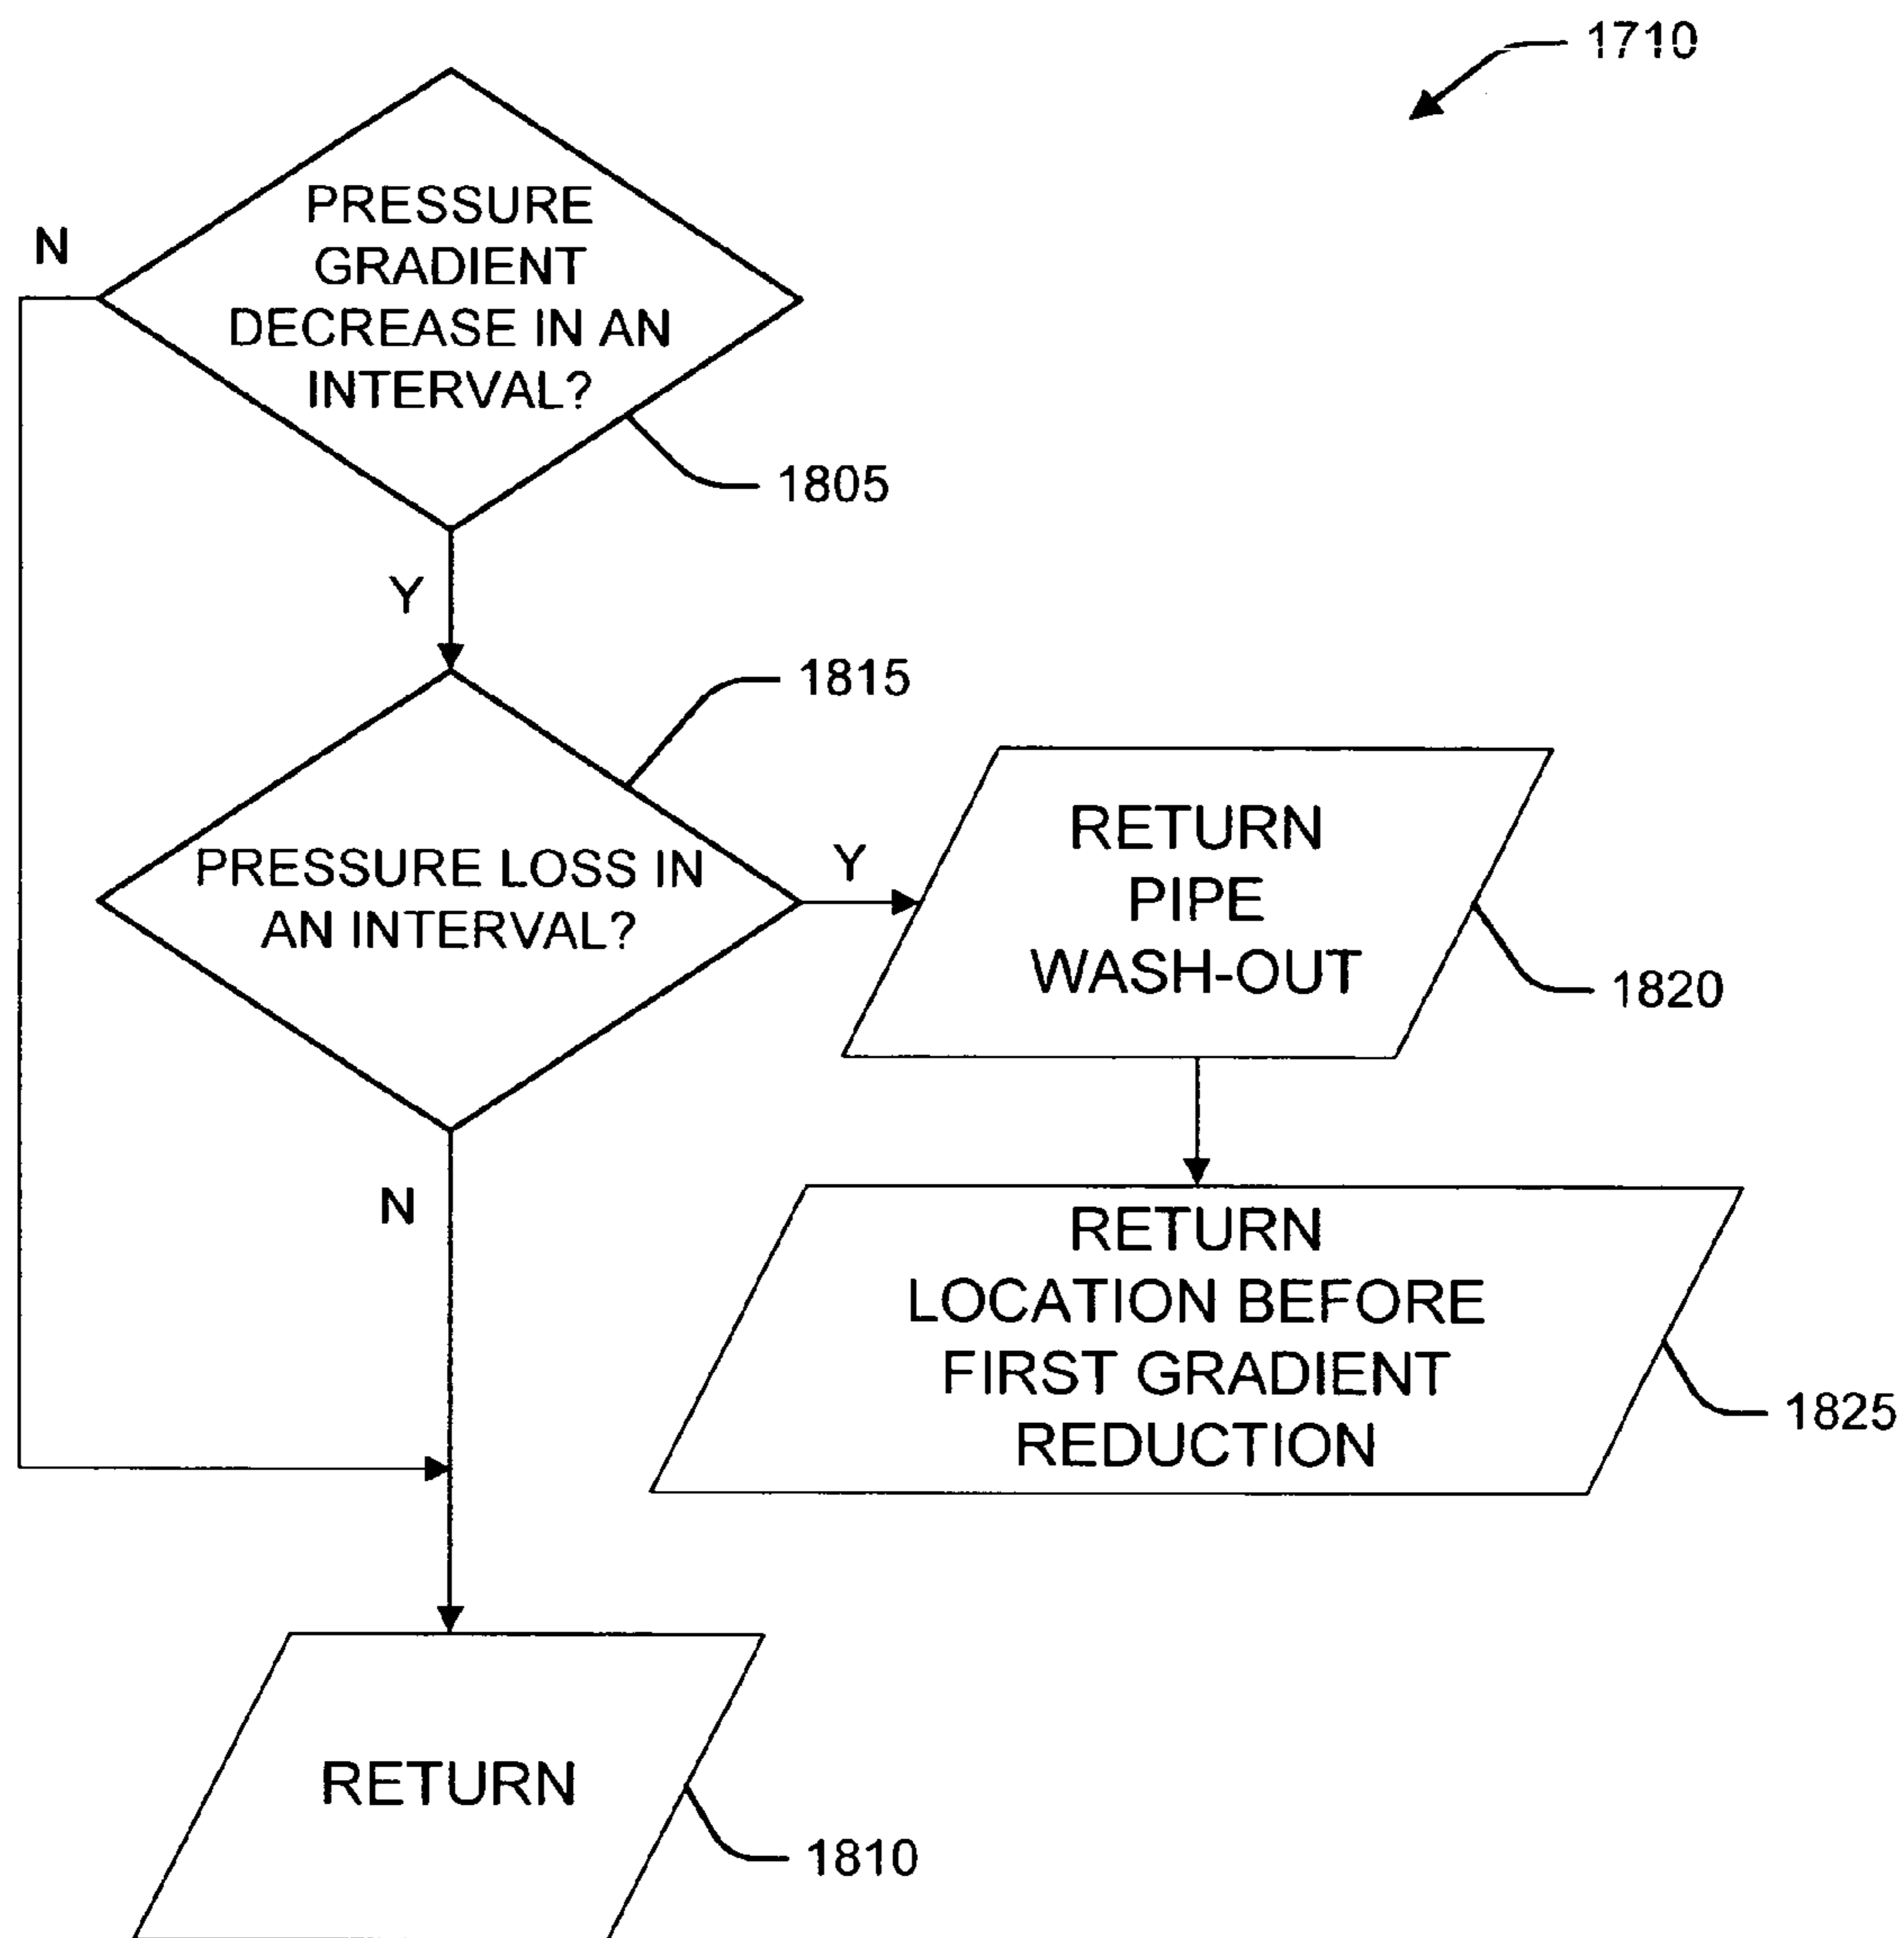 1710
PRESSURE
GRADIENT
DECREASE IN AN
INTERVAL?
N
1805
Y
1815
PRESSURE LOSS IN
AN INTERVAL?
Y
RETURN
PIPE
WASH-OUT
1820
N
RETURN
LOCATION BEFORE
FIRST GRADIENT
REDUCTION
1825
RETURN
1810